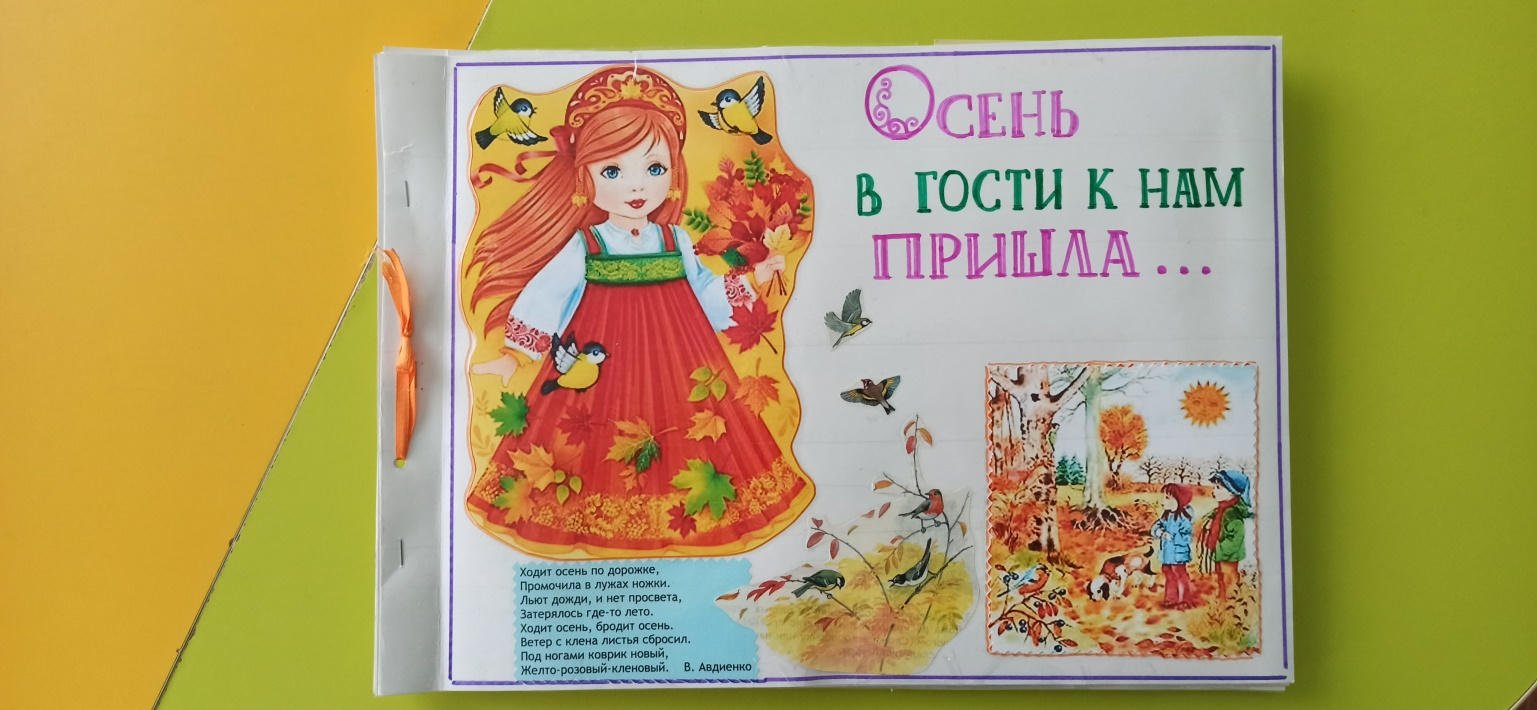 Осень
в гости к нам
пришла...
Ходит осень по дорожке,
Промочила в лужах ножки.
Льют дожди, и нет просвета,
Затерялось где-то лето.
Ходит осень, бродит осень.
Ветер с клена листья сбросил.
Под ногами коврик новый,
Желто-розовый-кленовый. В. Авдиенко